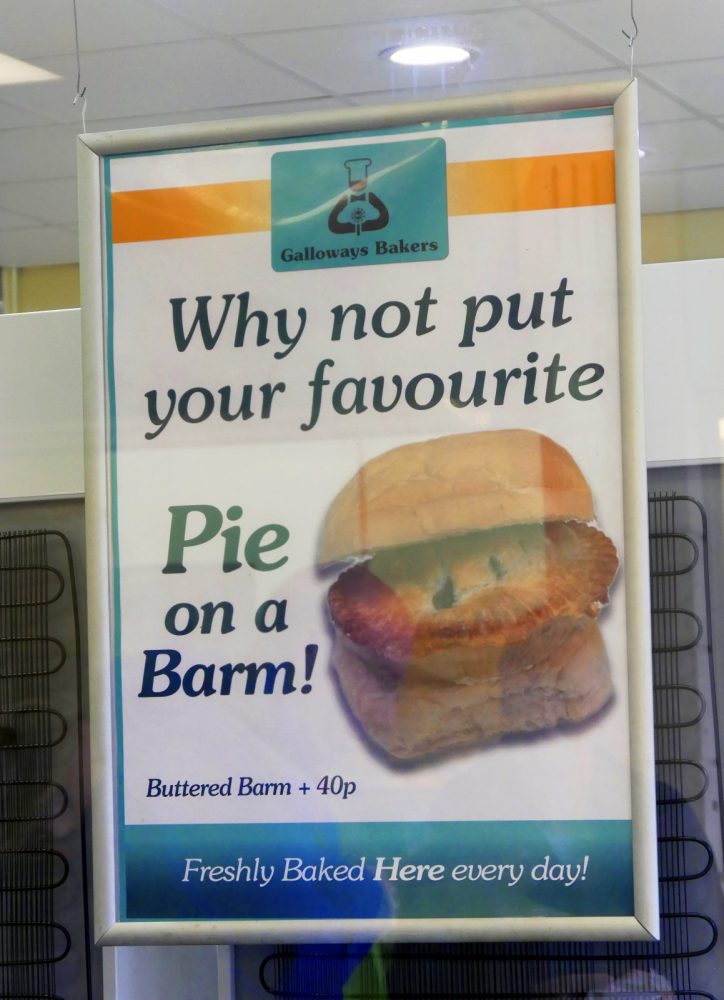 Galloways Bakers
Why not put
your favourite
Pie
on a
Barm!
Buttered Barm + 40p
Freshly Baked Here every day!